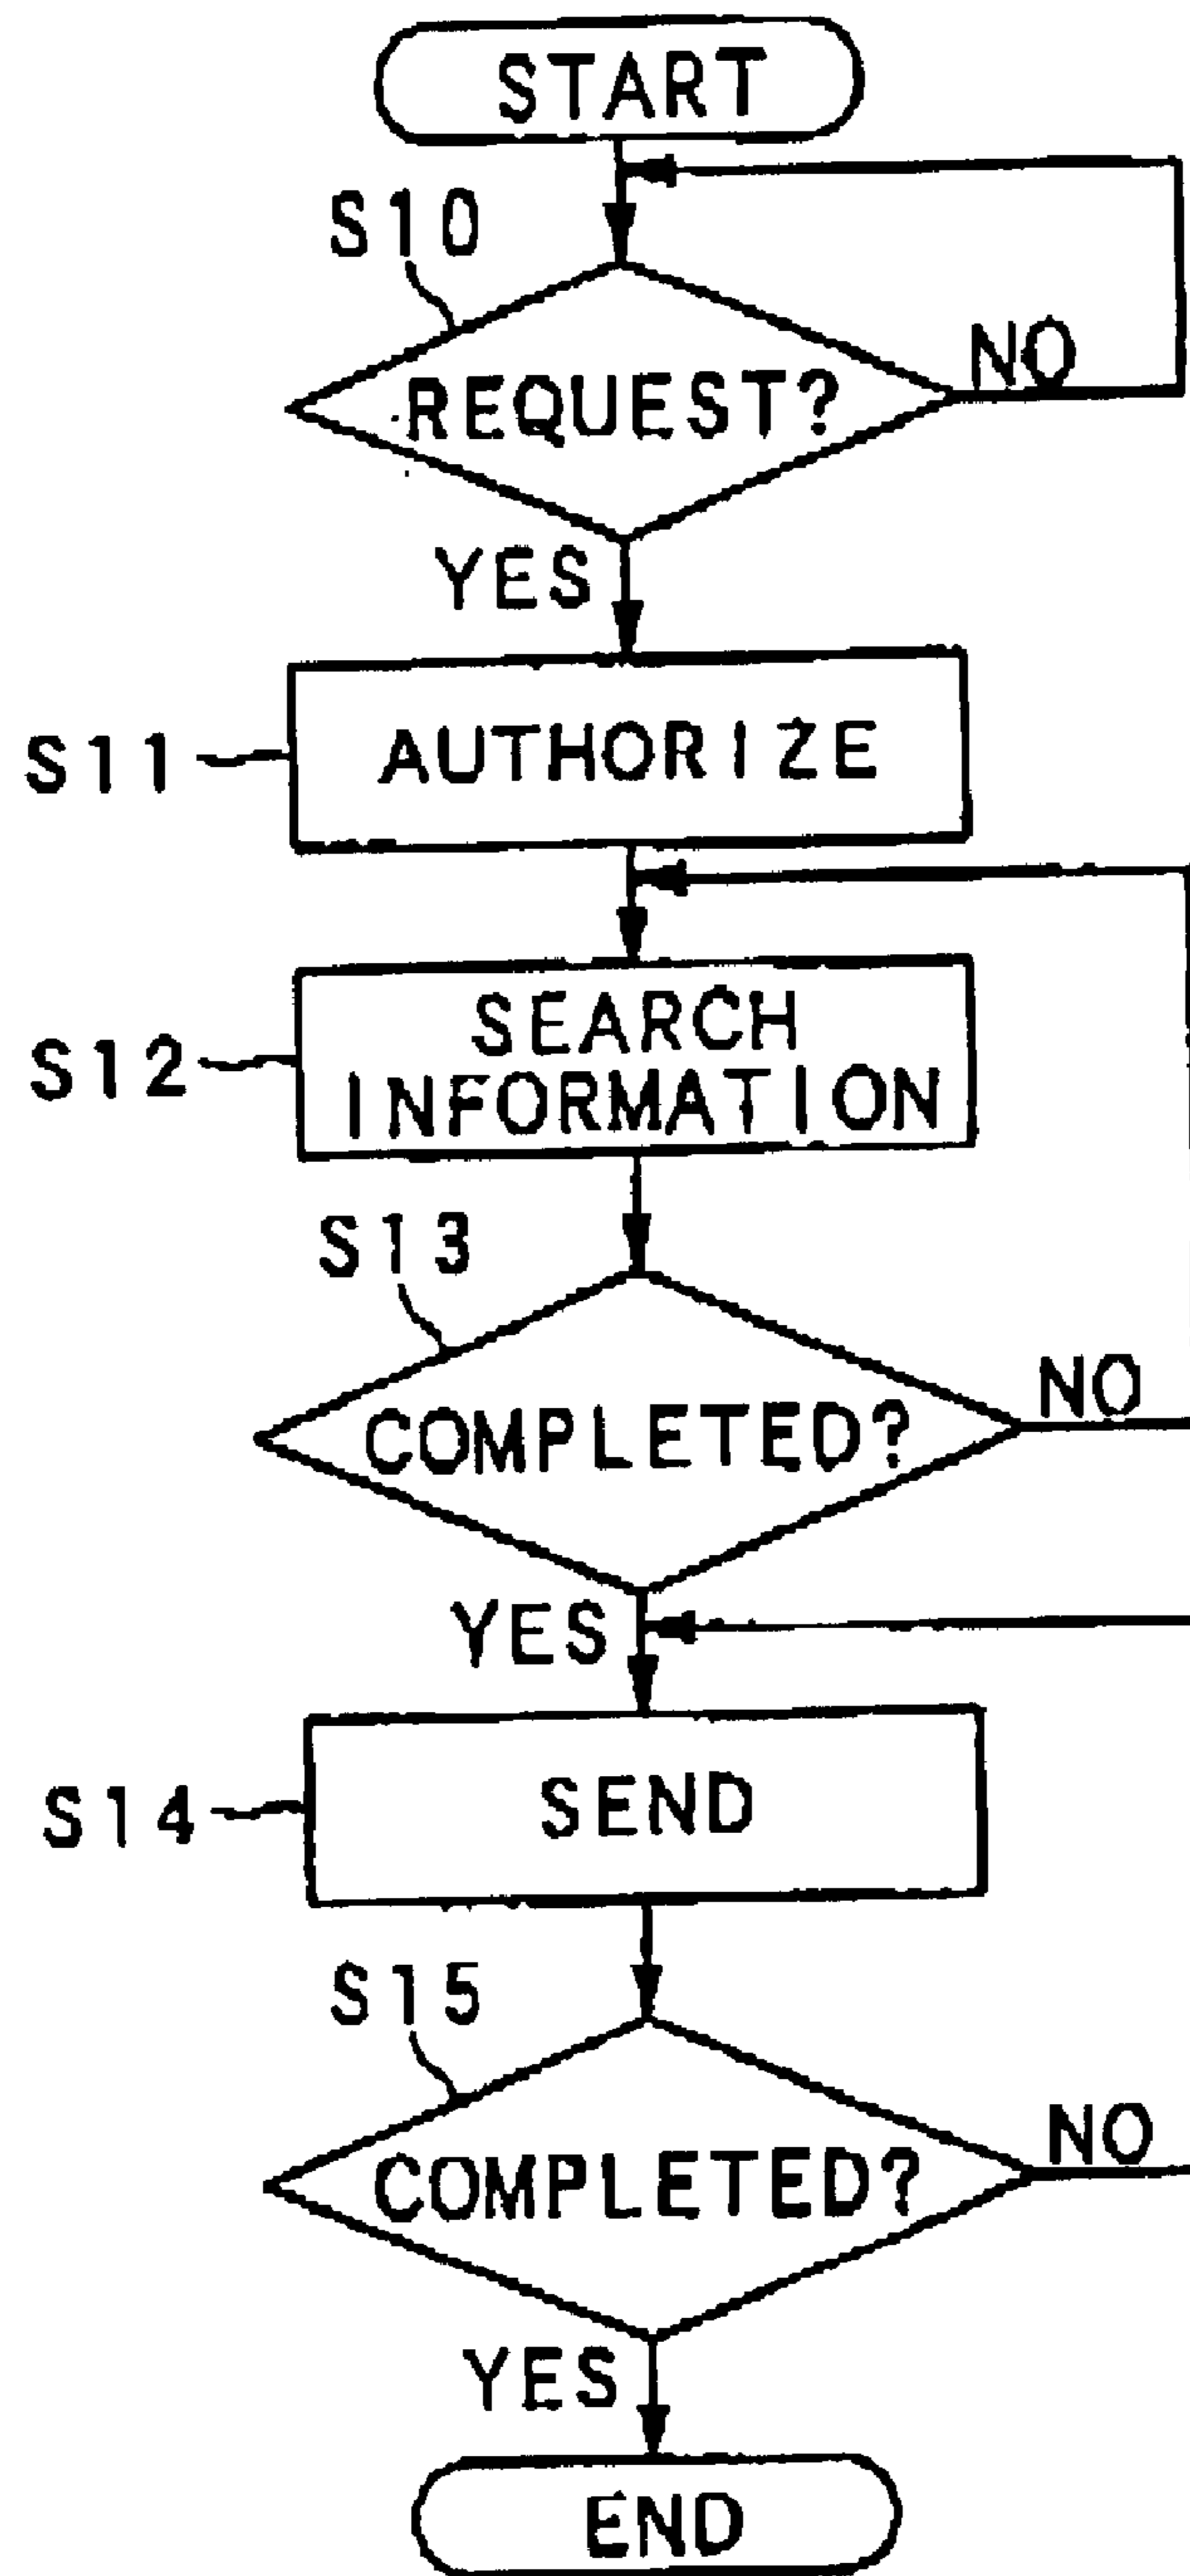 START
S10
REQUEST?
NO
YES
S11
AUTHORIZE
S12
SEARCH
INFORMATION
S13
COMPLETED?
NO
YES
S14
SEND
S15
COMPLETED?
NO
YES
END